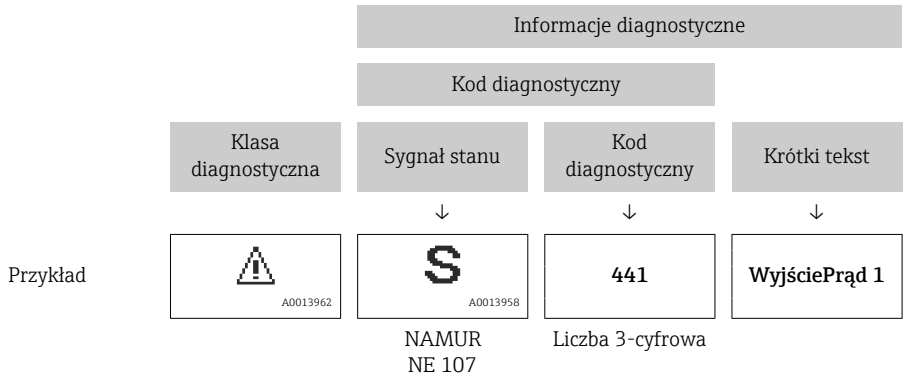 Informacje diagnostyczne
Kod diagnostyczny
Klasa
diagnostyczna
Sygnał stanu
Kod
diagnostyczny
Krótki tekst
↓ ↓ ↓
Przykład
A0013962
S
A0013958
441
WyjściePrąd 1
NAMUR
NE 107
Liczba 3-cyfrowa